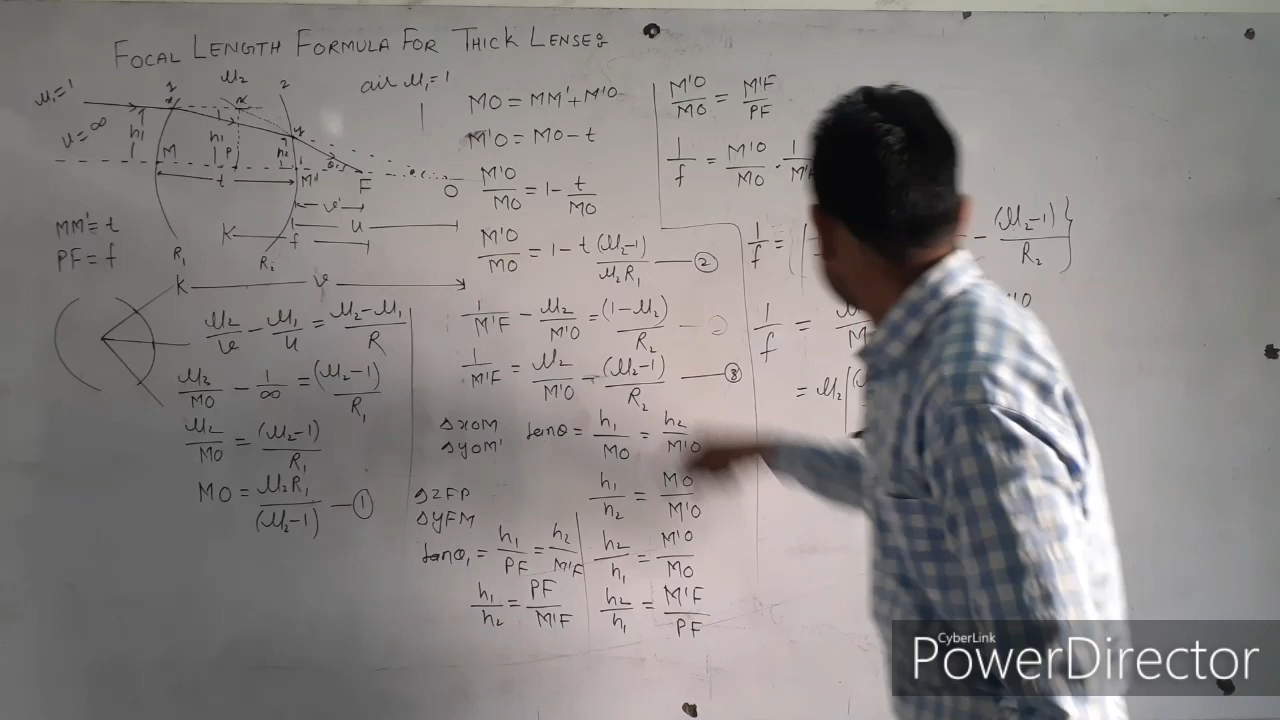 FOCAL LENGTH FORMULA FOR THICK LENSES
μ₁=1
u=∞
1
μ₂
2
air μ₁=1
x
h₁
h₁
h₂
y
M
P
M'
F
O
t
v'
u
f
R₁
R₂
v
MM'=t
PF=f
μ₂/v - μ₁/u = μ₂-μ₁/R
μ₂/MO - 1/∞ = (μ₂-1)/R₁
μ₂/MO = (μ₂-1)/R₁
MO = μ₂R₁/(μ₂-1) — ①
MO = MM'+M'O
M'O = MO-t
M'O/MO = 1- t/MO
M'O/MO = 1- t(μ₂-1)/μ₂R₁ — ②
1/M'F - μ₂/M'O = (1-μ₂)/R₂
1/M'F = μ₂/M'O - (μ₂-1)/R₂ — ③
ΔXOM
ΔYOM'
tanθ = h₁/MO = h₂/M'O
h₁/h₂ = MO/M'O
ΔZFP
ΔYFM
tanθ₁ = h₁/PF = h₂/M'F
h₁/h₂ = PF/M'F
h₂/h₁ = M'O/MO
h₂/h₁ = M'F/PF
M'O/MO = M'F/PF
1/f = M'O/MO · 1/M'
1/f = - (μ₂-1)/R₂}
1/f =
= μ₂
CyberLink
PowerDirector